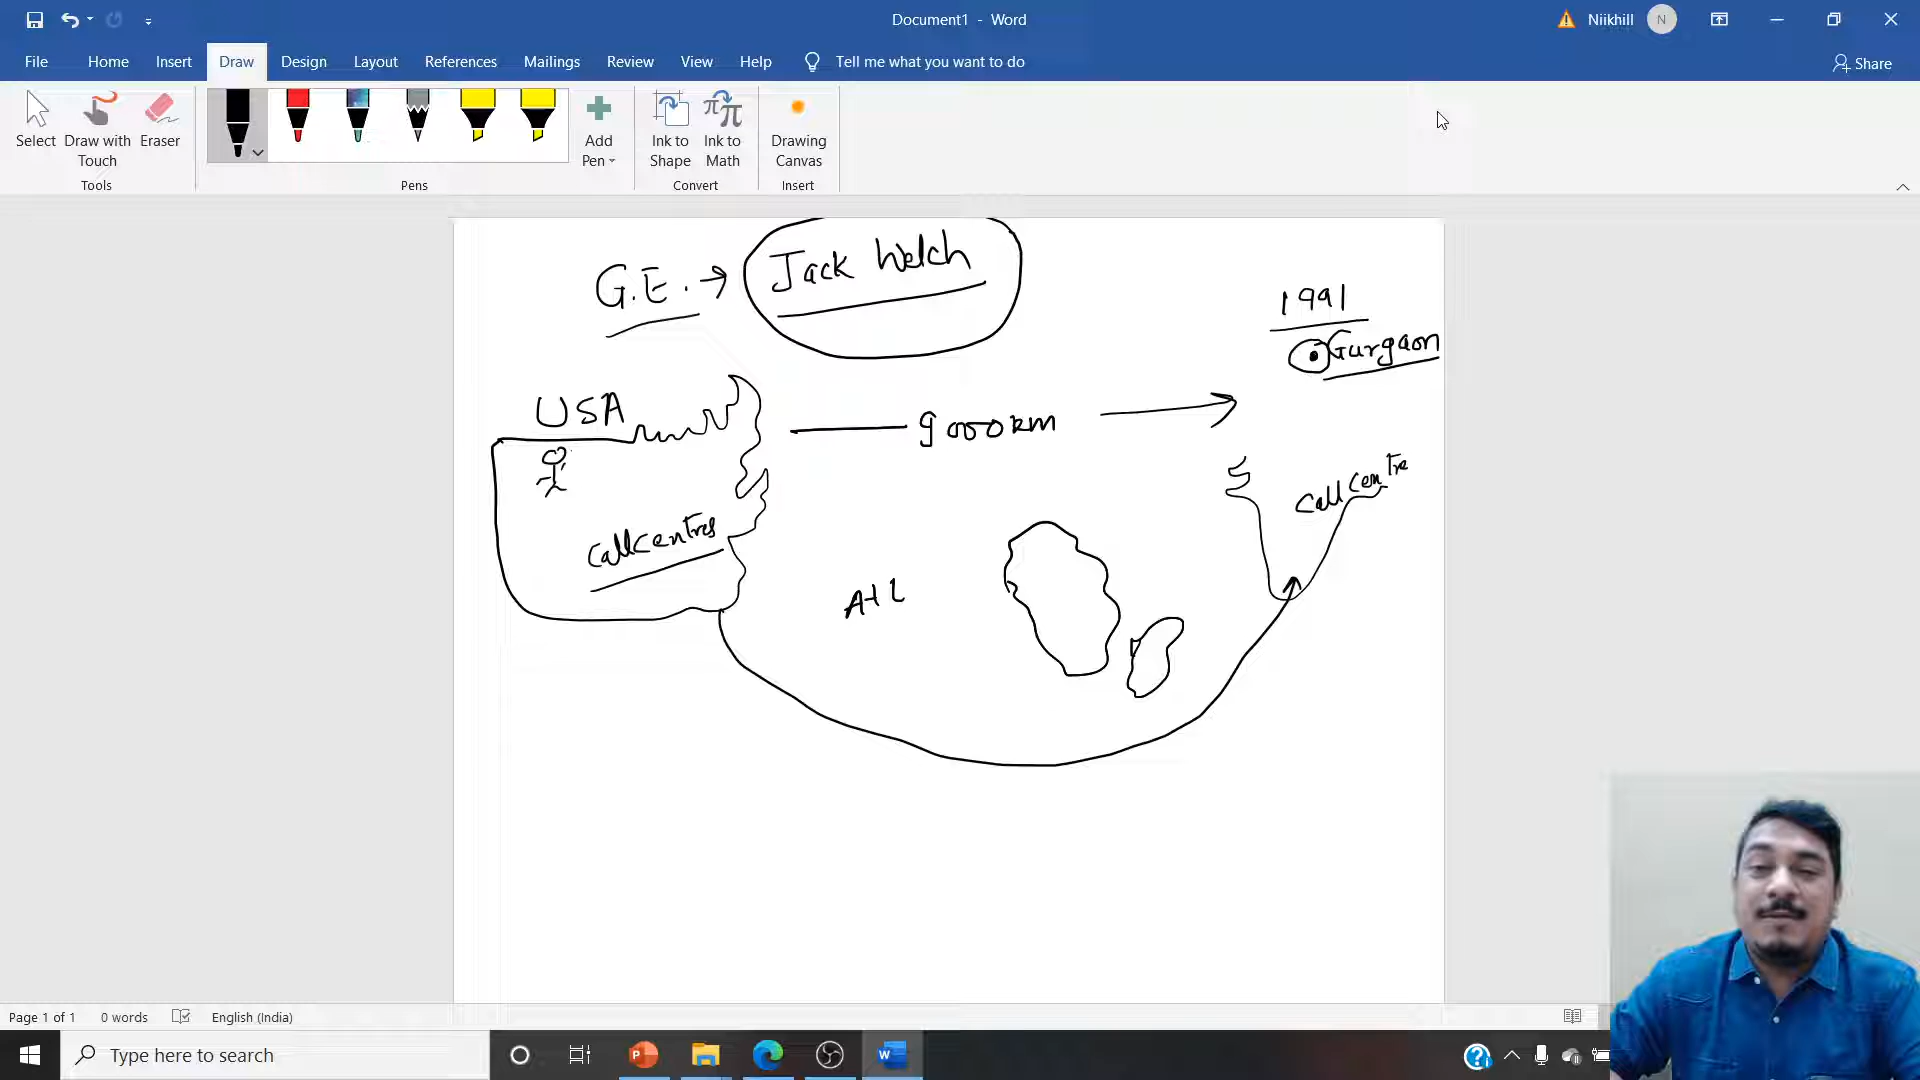 Document1 - Word
Niikhill
N
File Home Insert Draw Design Layout References Mailings Review View Help Tell me what you want to do
Share
Select
Draw with Touch
Eraser
Add Pen
Ink to Shape
Ink to Math
Drawing Canvas
Tools
Pens
Convert
Insert
G.E. → Jack Welch
1991
Gurgaon
USA
9000km
Call Centre
Callcentres
Atl
Page 1 of 1
0 words
English (India)
Type here to search